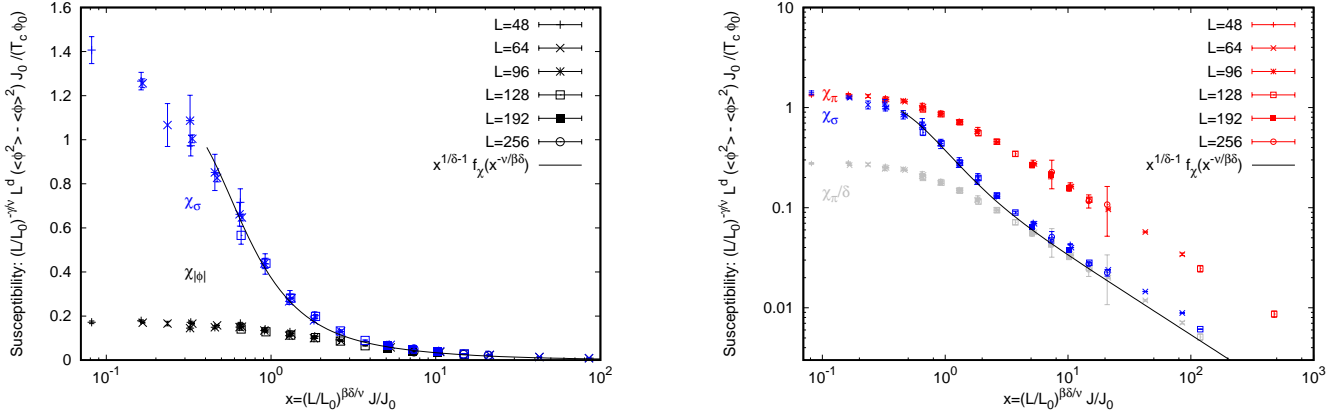 Susceptibility: (L/L₀)^-γ/ν L^d (<ϕ²> - <ϕ>²) J₀ /(T_c ϕ₀)
1.6
1.4
1.2
1
0.8
0.6
0.4
0.2
0
L=48
L=64
L=96
L=128
L=192
L=256
x^1/δ-1 f_χ(x^-ν/βδ)
χ_σ
χ_|ϕ|
10^-1
10^0
10^1
10^2
x=(L/L₀)^βδ/ν J/J₀
Susceptibility: (L/L₀)^-γ/ν L^d (<ϕ²> - <ϕ>²) J₀ /(T_c ϕ₀)
10
1
0.1
0.01
L=48
L=64
L=96
L=128
L=192
L=256
x^1/δ-1 f_χ(x^-ν/βδ)
χ_π
χ_σ
χ_π/δ
10^-1
10^0
10^1
10^2
10^3
x=(L/L₀)^βδ/ν J/J₀